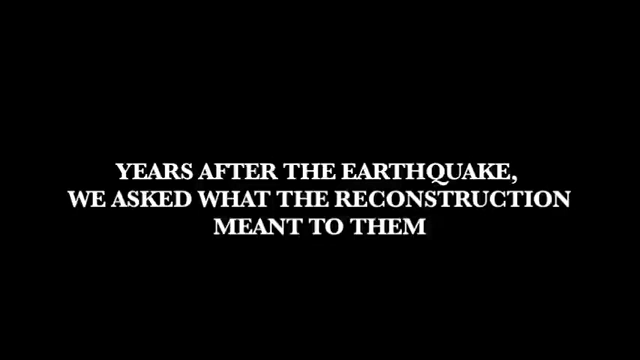 YEARS AFTER THE EARTHQUAKE,
WE ASKED WHAT THE RECONSTRUCTION
MEANT TO THEM